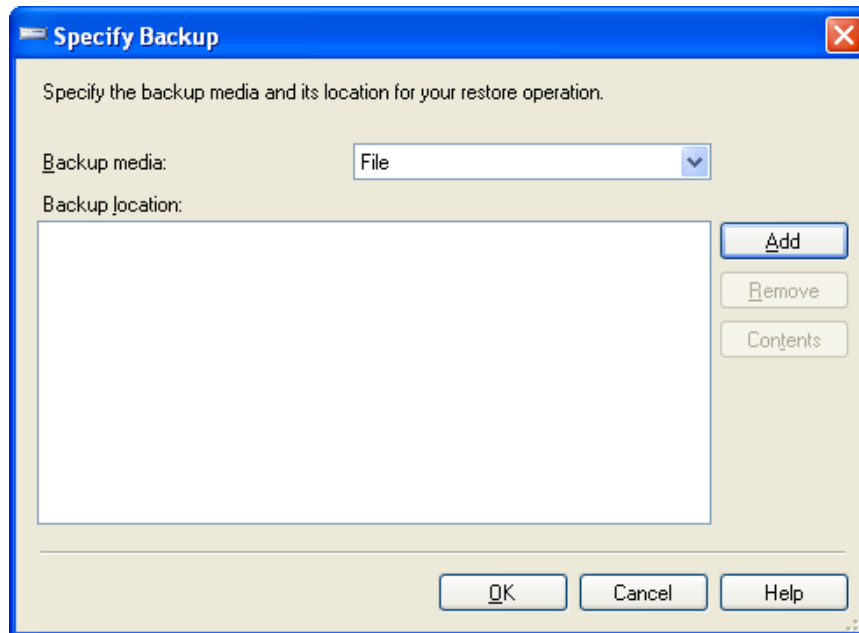 Specify Backup
Specify the backup media and its location for your restore operation.
Backup media: File
Backup location:
Add
Remove
Contents
OK Cancel Help